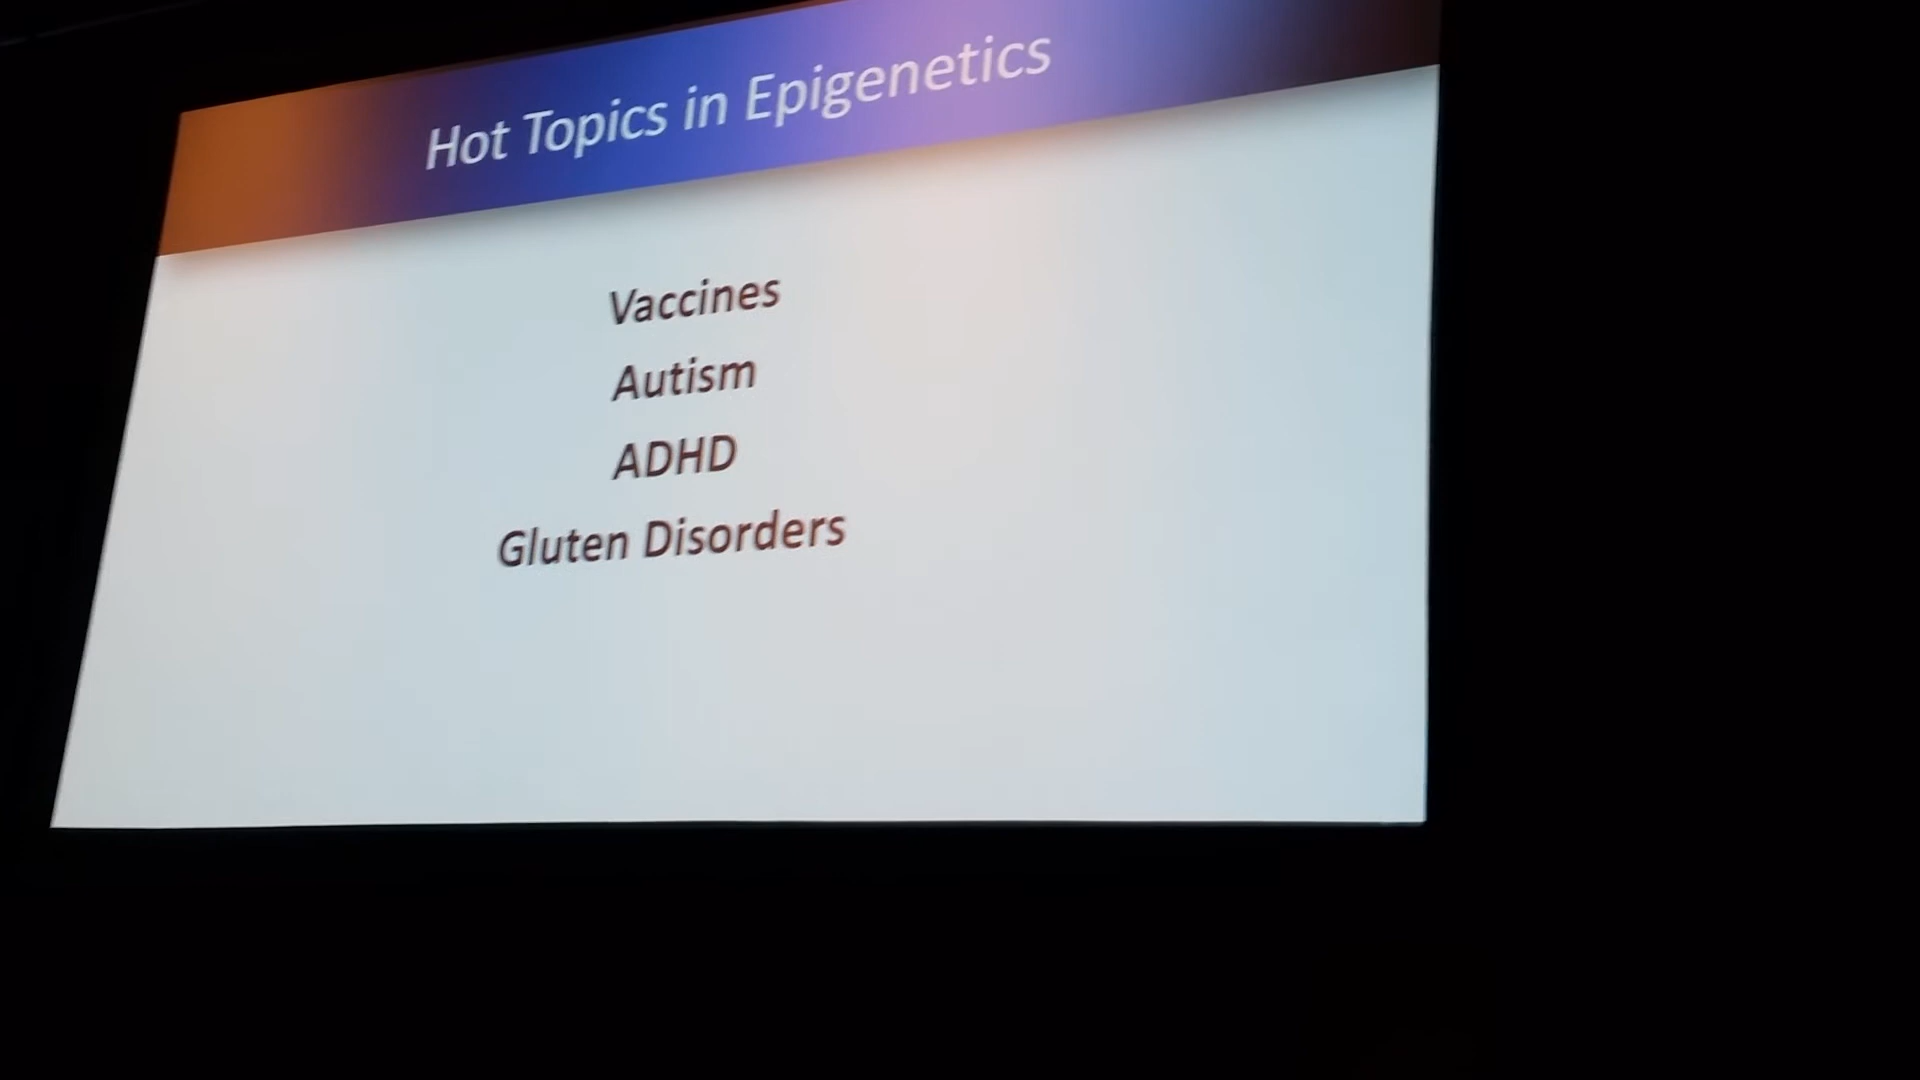 Hot Topics in Epigenetics
Vaccines
Autism
ADHD
Gluten Disorders